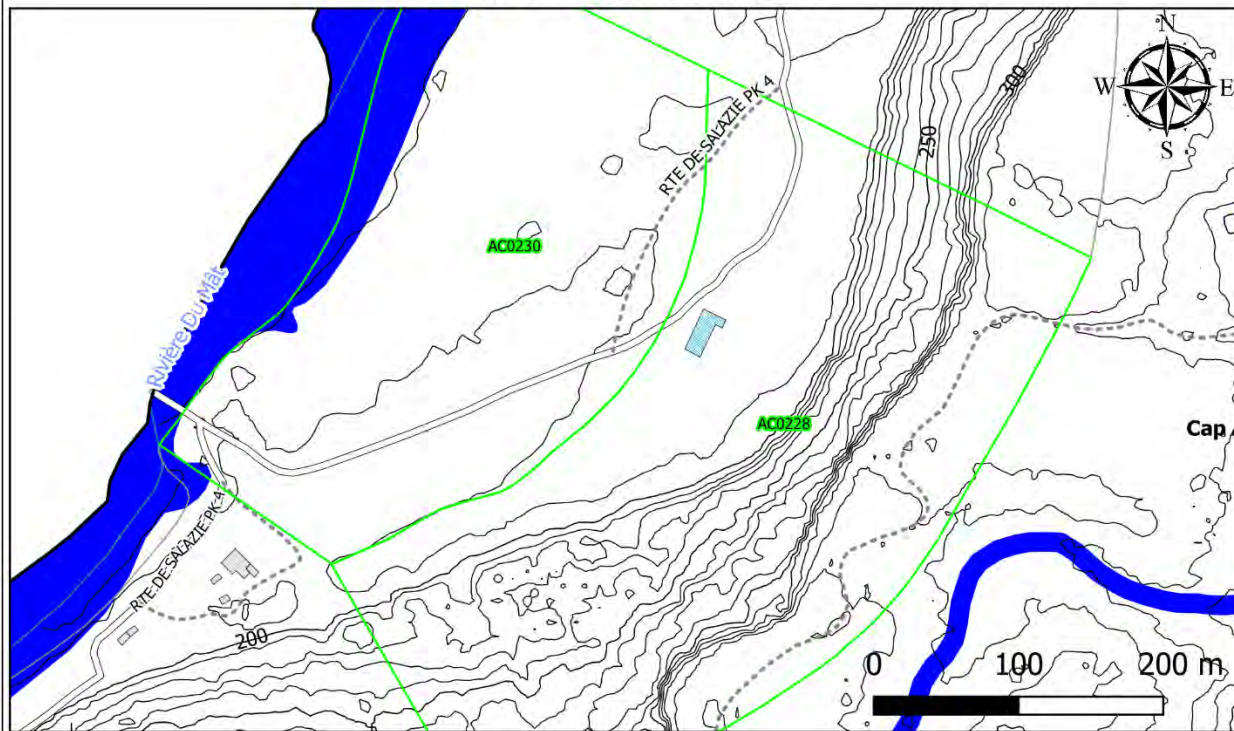 N
W E
S
300
250
RTE DE SALAZIE PK 4
AC0230
Rivière Du Mât
AC0228
Cap
RTE DE SALAZIE PK 4
200
0 100 200 m